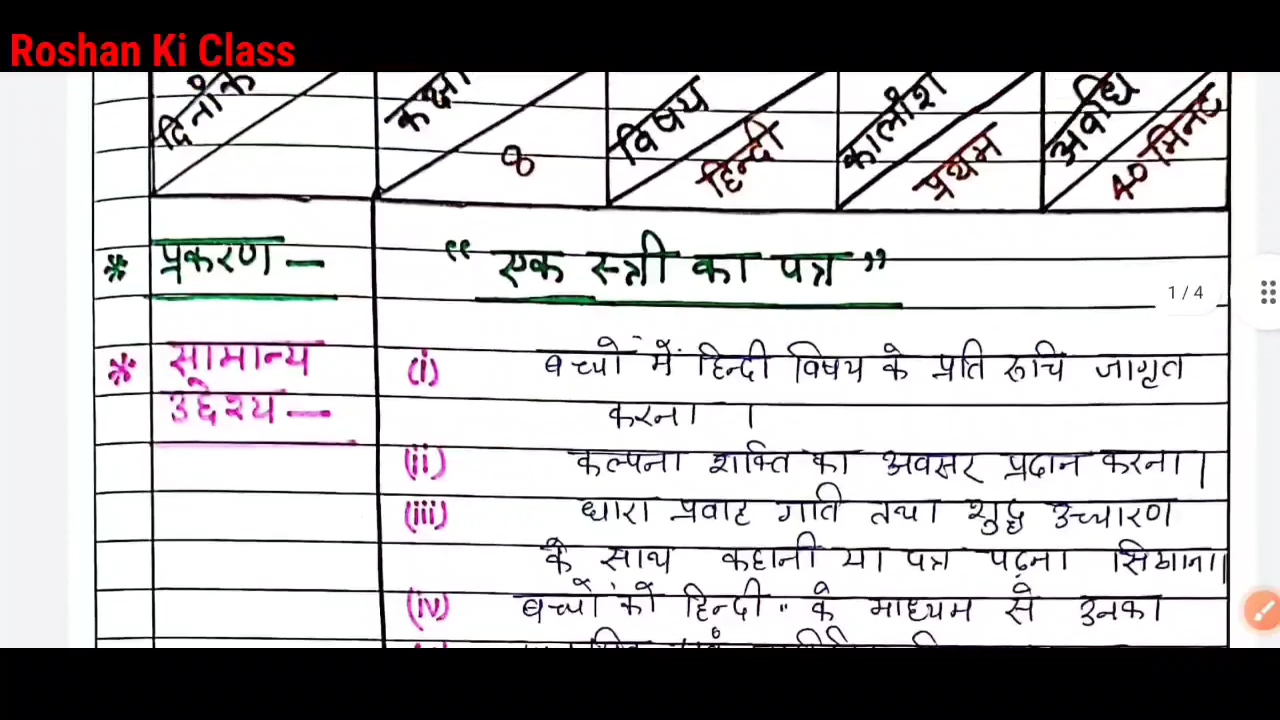 Roshan Ki Class
दिनाँक
कक्षा
8
विषय
हिन्दी
कालांश
प्रथम
अवधि
40 मिनट
* प्रकरण — “ एक स्त्री का पत्र ”
1 / 4
* सामान्य (i) बच्चों में हिन्दी विषय के प्रति रूचि जागृत
उद्देश्य — करना ।
(ii) कल्पना शक्ति का अवसर प्रदान करना।
(iii) धारा प्रवाह गति तथा शुद्ध उच्चारण
के साथ कहानी या पत्र पढ़ना सिखाना।
(iv) बच्चों को हिन्दी" के माध्यम से उनका